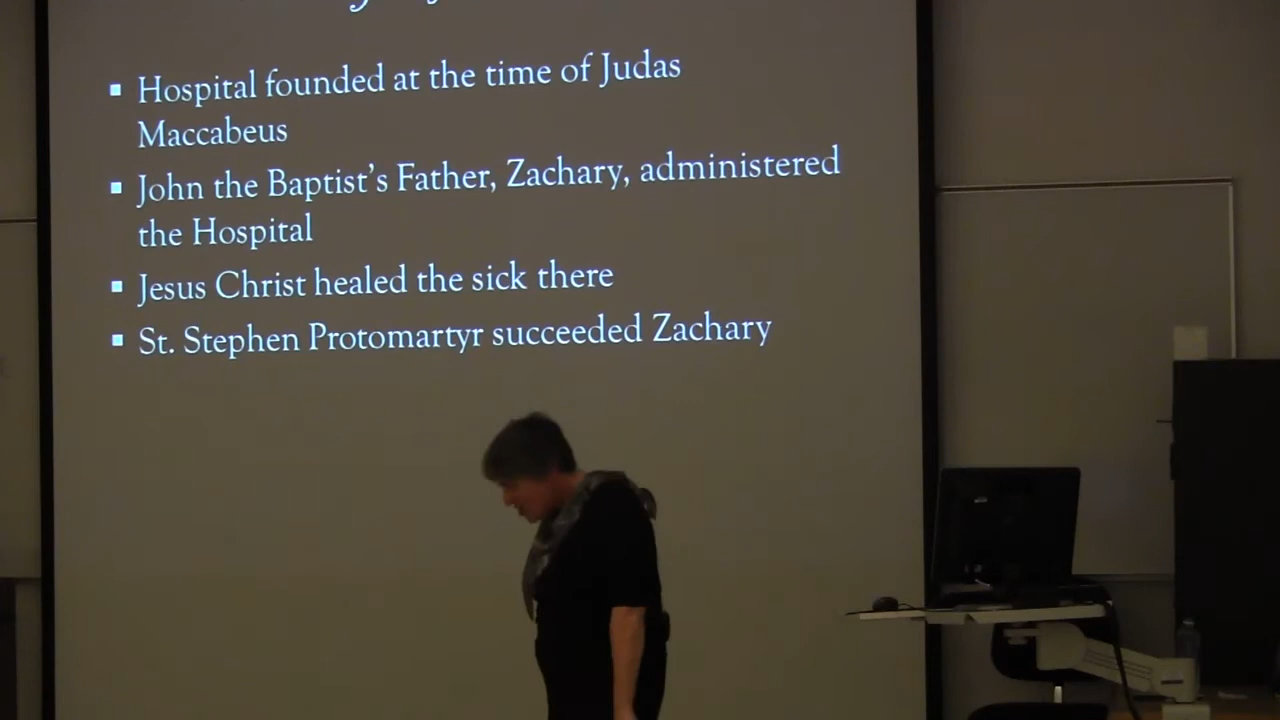 Hospital founded at the time of Judas
Maccabeus
John the Baptist's Father, Zachary, administered
the Hospital
Jesus Christ healed the sick there
St. Stephen Protomartyr succeeded Zachary